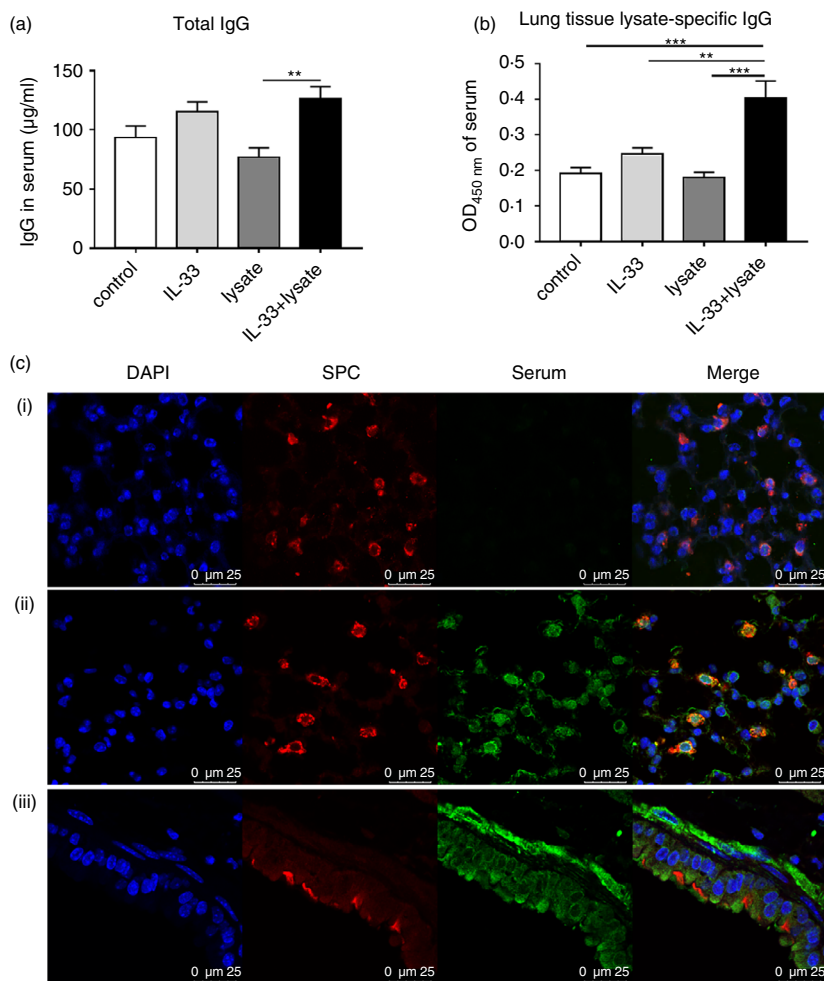 (a)
Total IgG
**
150
100
50
0
IgG in serum (µg/ml)
control
IL-33
lysate
IL-33+lysate
(b)
Lung tissue lysate-specific IgG
***
**
***
0·5
0·4
0·3
0·2
0·1
0·0
OD450 nm of serum
control
IL-33
lysate
IL-33+lysate
(c)
DAPI SPC Serum Merge
(i)
0 µm 25 0 µm 25 0 µm 25 0 µm 25
(ii)
0 µm 25 0 µm 25 0 µm 25 0 µm 25
(iii)
0 µm 25 0 µm 25 0 µm 25 0 µm 25